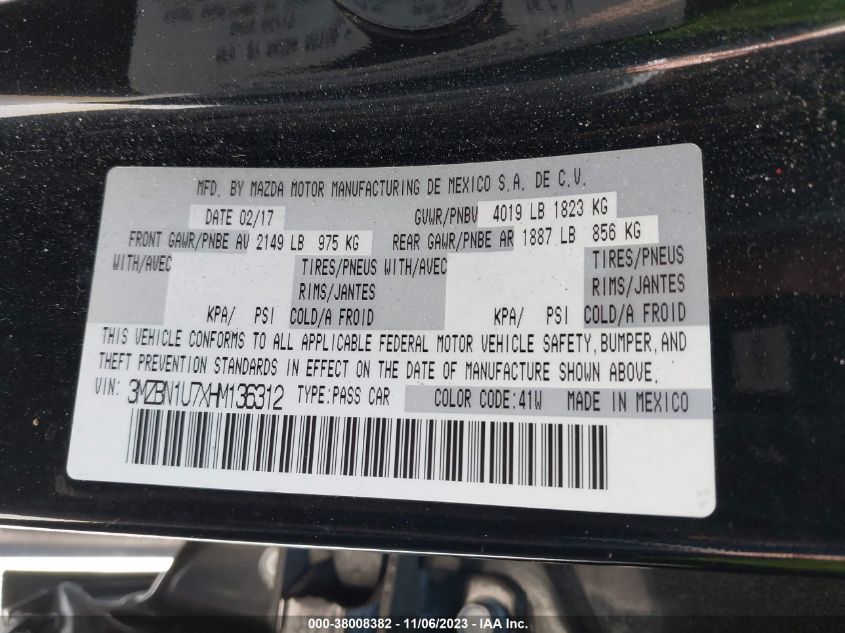 MFD. BY MAZDA MOTOR MANUFACTURING DE MEXICO S.A. DE C.V.
DATE 02/17 GVWR/PNBV 4019 LB 1823 KG
FRONT GAWR/PNBE AV 2149 LB 975 KG REAR GAWR/PNBE AR 1887 LB 856 KG
WITH/AVEC TIRES/PNEUS WITH/AVEC TIRES/PNEUS
RIMS/JANTES RIMS/JANTES
KPA/ PSI COLD/A FROID KPA/ PSI COLD/A FROID
THIS VEHICLE CONFORMS TO ALL APPLICABLE FEDERAL MOTOR VEHICLE SAFETY, BUMPER, AND
THEFT PREVENTION STANDARDS IN EFFECT ON THE DATE OF MANUFACTURE SHOWN ABOVE.
VIN: 3MZBN1U7XHM136312 TYPE:PASS CAR COLOR CODE:41W MADE IN MEXICO
000-38008382 - 11/06/2023 - IAA Inc.